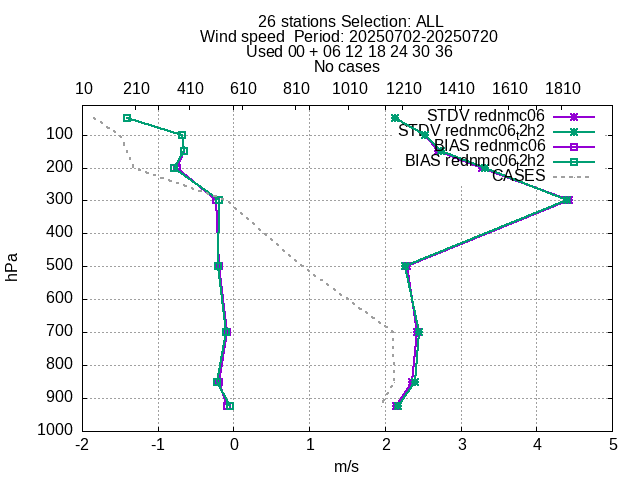 26 stations Selection: ALL
Wind speed  Period: 20250702-20250720
Used 00 + 06 12 18 24 30 36
No cases
10 210 410 610 810 1010 1210 1410 1610 1810
STDV rednmc06
STDV rednmc06,2h2
BIAS rednmc06
BIAS rednmc06,2h2
CASES
100
200
300
400
500
600
700
800
900
1000
hPa
-2 -1 0 1 2 3 4 5
m/s